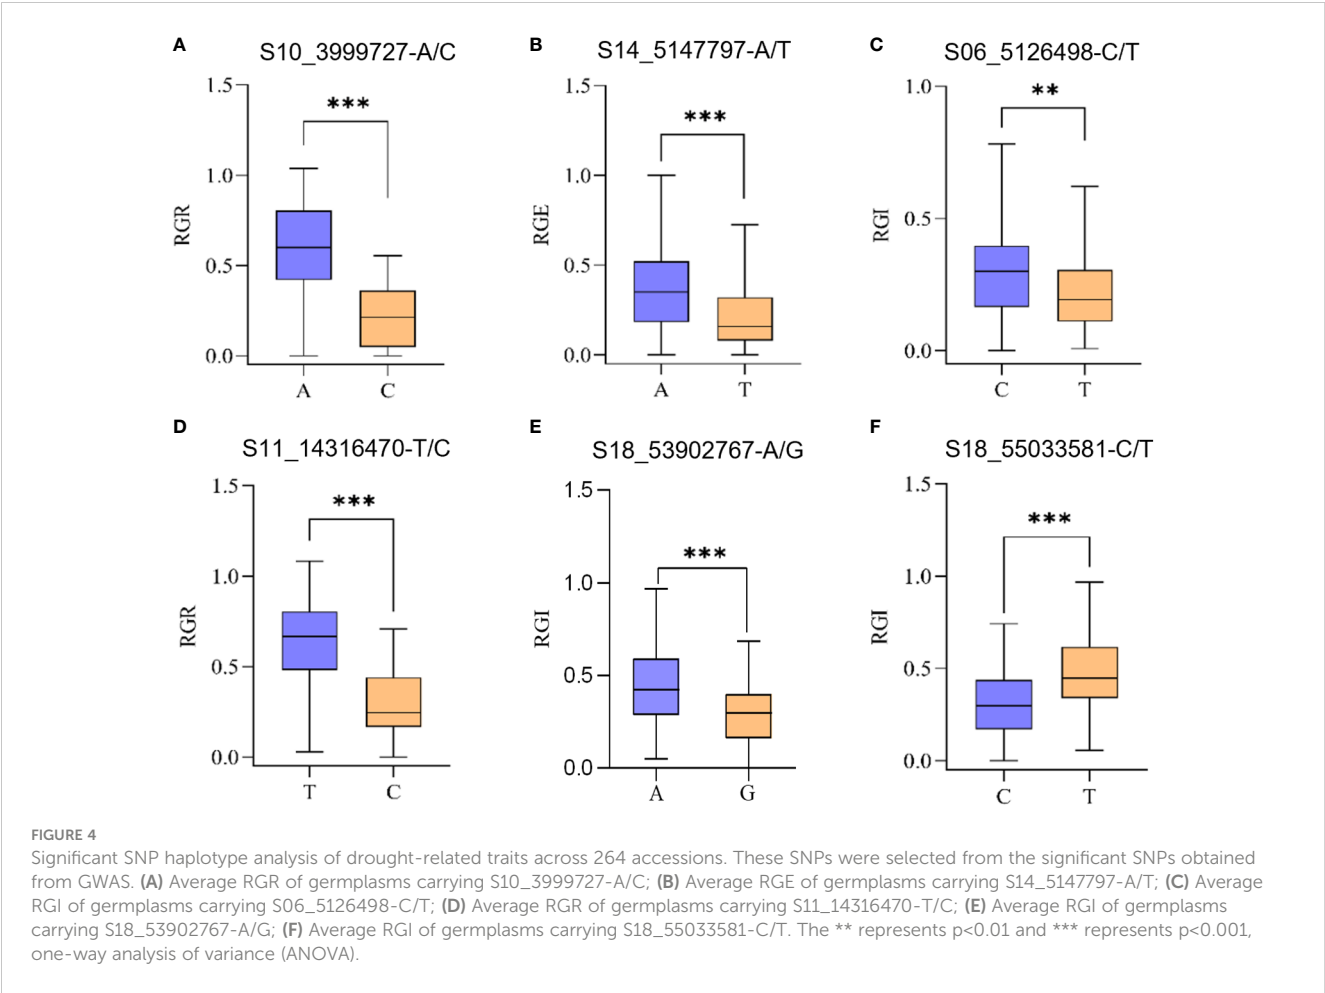 A
S10_3999727-A/C
1.5
1.0
0.5
0.0
RGR
***
A
C
B
S14_5147797-A/T
1.5
1.0
0.5
0.0
RGE
***
A
T
C
S06_5126498-C/T
1.0
0.5
0.0
RGI
**
C
T
D
S11_14316470-T/C
1.5
1.0
0.5
0.0
RGR
***
T
C
E
S18_53902767-A/G
1.5
1.0
0.5
0.0
RGI
***
A
G
F
S18_55033581-C/T
1.5
1.0
0.5
0.0
RGI
***
C
T
FIGURE 4
Significant SNP haplotype analysis of drought-related traits across 264 accessions. These SNPs were selected from the significant SNPs obtained
from GWAS. (A) Average RGR of germplasms carrying S10_3999727-A/C; (B) Average RGE of germplasms carrying S14_5147797-A/T; (C) Average
RGI of germplasms carrying S06_5126498-C/T; (D) Average RGR of germplasms carrying S11_14316470-T/C; (E) Average RGI of germplasms
carrying S18_53902767-A/G; (F) Average RGI of germplasms carrying S18_55033581-C/T. The ** represents p<0.01 and *** represents p<0.001,
one-way analysis of variance (ANOVA).